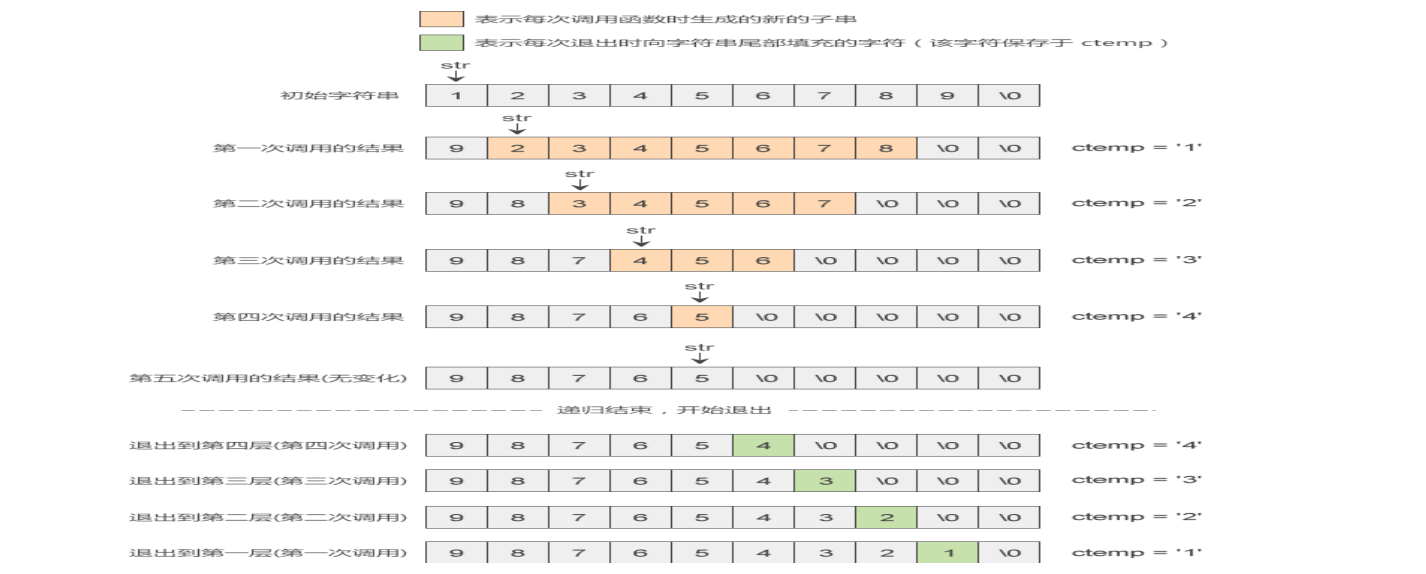 表示每次调用函数时生成的新的子串
表示每次退出时向字符串尾部填充的字符（该字符保存于 ctemp）
str
初始字符串 1 2 3 4 5 6 7 8 9 \0
str
第一次调用的结果 9 2 3 4 5 6 7 8 \0 \0 ctemp = '1'
str
第二次调用的结果 9 8 3 4 5 6 7 \0 \0 \0 ctemp = '2'
str
第三次调用的结果 9 8 7 4 5 6 \0 \0 \0 \0 ctemp = '3'
str
第四次调用的结果 9 8 7 6 5 \0 \0 \0 \0 \0 ctemp = '4'
str
第五次调用的结果(无变化) 9 8 7 6 5 \0 \0 \0 \0 \0
递归结束，开始退出
退出到第四层(第四次调用) 9 8 7 6 5 4 \0 \0 \0 \0 ctemp = '4'
退出到第三层(第三次调用) 9 8 7 6 5 4 3 \0 \0 \0 ctemp = '3'
退出到第二层(第二次调用) 9 8 7 6 5 4 3 2 \0 \0 ctemp = '2'
退出到第一层(第一次调用) 9 8 7 6 5 4 3 2 1 \0 ctemp = '1'